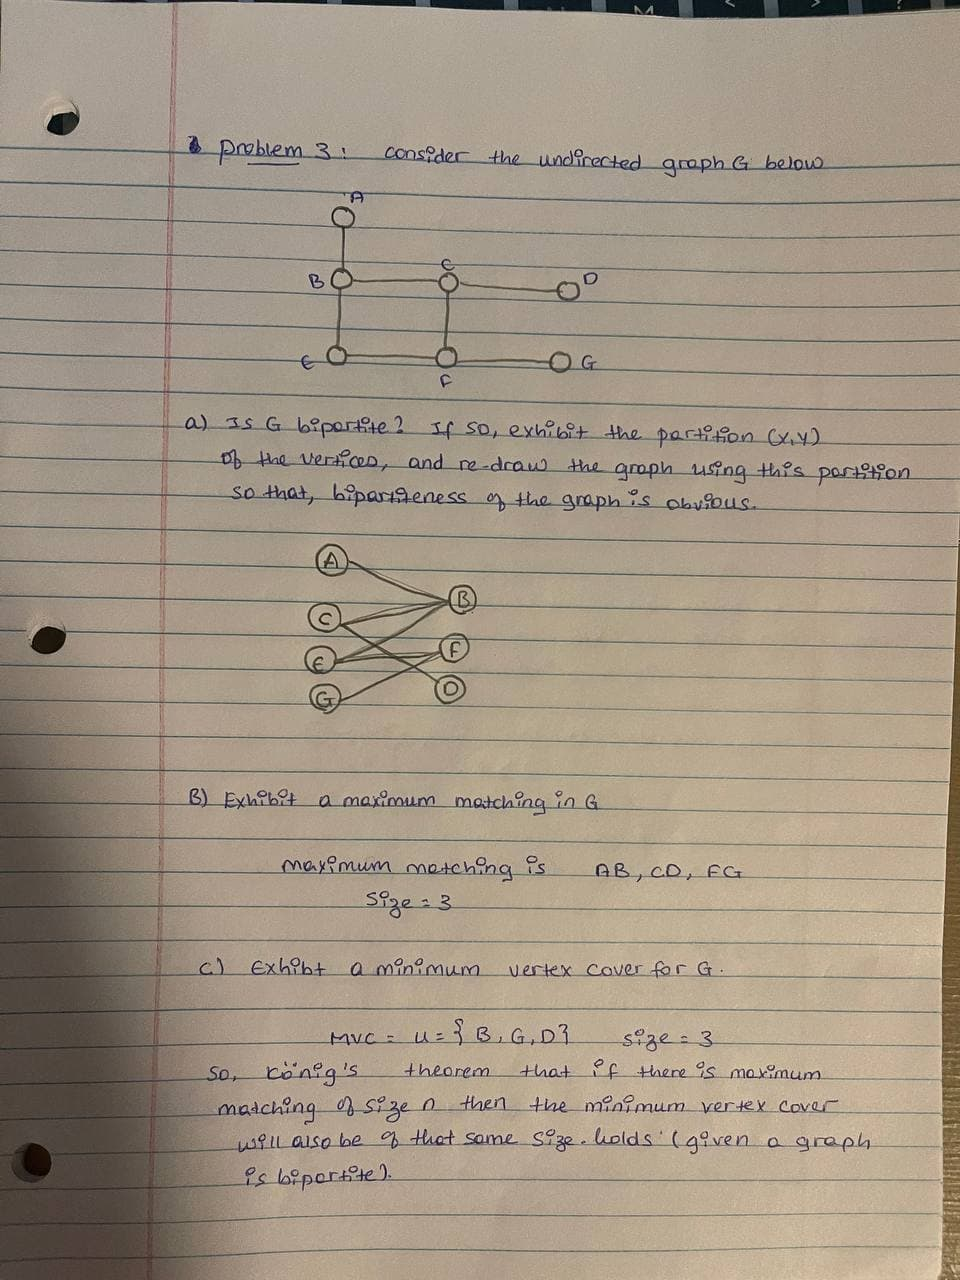 Problem 3: consider the undirected graph G below
A
B C D
E F G
a) Is G bipartite? If so, exhibit the partition (X,Y)
of the vertices, and re-draw the graph using this partition
so that, bipartiteness of the graph is obvious.
A
B
C
F
E
D
G
B) Exhibit a maximum matching in G
maximum matching is AB, CD, FG
size = 3
c) Exhibt a minimum vertex cover for G.
MVC = U = { B, G, D} size = 3
So, König's theorem that if there is maximum
matching of size n then the minimum vertex cover
will also be of that same size. holds (given a graph
is bipartite).